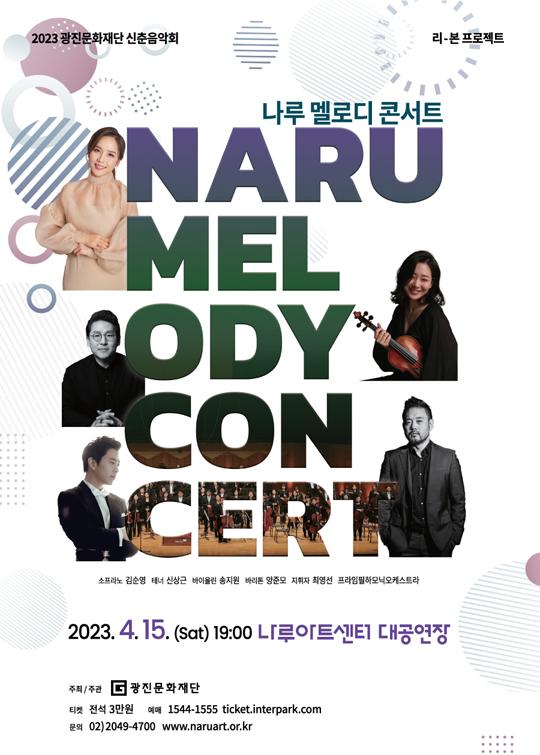 2023 광진문화재단 신춘음악회
리-본 프로젝트
나루 멜로디 콘서트
NARU
MEL
ODY
CON
CERT
소프라노 김순영 테너 신상근 바이올린 송지원 바리톤 양준모 지휘자 최영선 프라임필하모닉오케스트라
2023. 4.15. (Sat) 19:00 나루아트센터 대공연장
주최/주관 광진문화재단
티켓 전석 3만원 예매 1544-1555 ticket.interpark.com
문의 02)2049-4700 www.naruart.or.kr